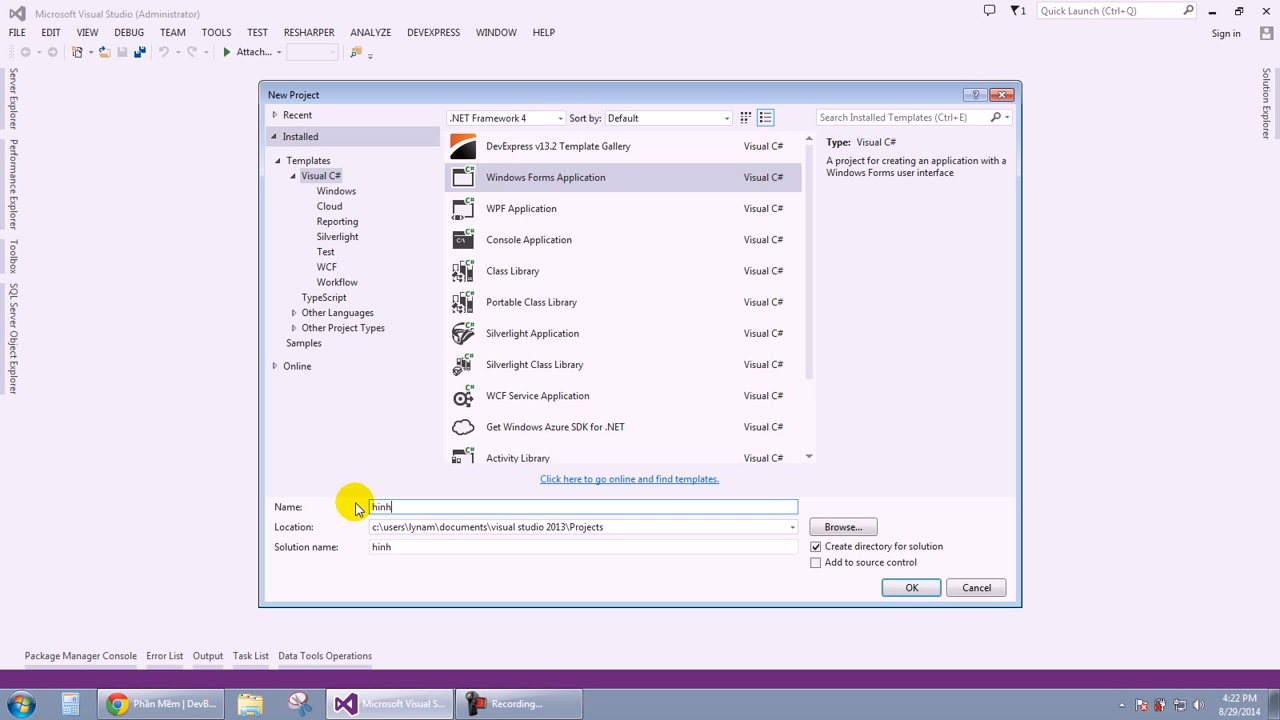 Microsoft Visual Studio (Administrator)
1
Quick Launch (Ctrl+Q)
FILE EDIT VIEW DEBUG TEAM TOOLS TEST RESHARPER ANALYZE DEVEXPRESS WINDOW HELP
Sign in
Attach...
Server Explorer
Performance Explorer
Toolbox
SQL Server Object Explorer
Solution Explorer
New Project
Recent
Installed
Templates
Visual C#
Windows
Cloud
Reporting
Silverlight
Test
WCF
Workflow
TypeScript
Other Languages
Other Project Types
Samples
Online
.NET Framework 4
Sort by: Default
Search Installed Templates (Ctrl+E)
DevExpress v13.2 Template Gallery Visual C#
Windows Forms Application Visual C#
WPF Application Visual C#
Console Application Visual C#
Class Library Visual C#
Portable Class Library Visual C#
Silverlight Application Visual C#
Silverlight Class Library Visual C#
WCF Service Application Visual C#
Get Windows Azure SDK for .NET Visual C#
Activity Library Visual C#
Type: Visual C#
A project for creating an application with a
Windows Forms user interface
Click here to go online and find templates.
Name: hinh
Location: c:\users\lynam\documents\visual studio 2013\Projects
Browse...
Solution name: hinh
Create directory for solution
Add to source control
OK Cancel
Package Manager Console Error List Output Task List Data Tools Operations
Phần Mềm | DevB...
Microsoft Visual S...
Recording...
4:22 PM
8/29/2014